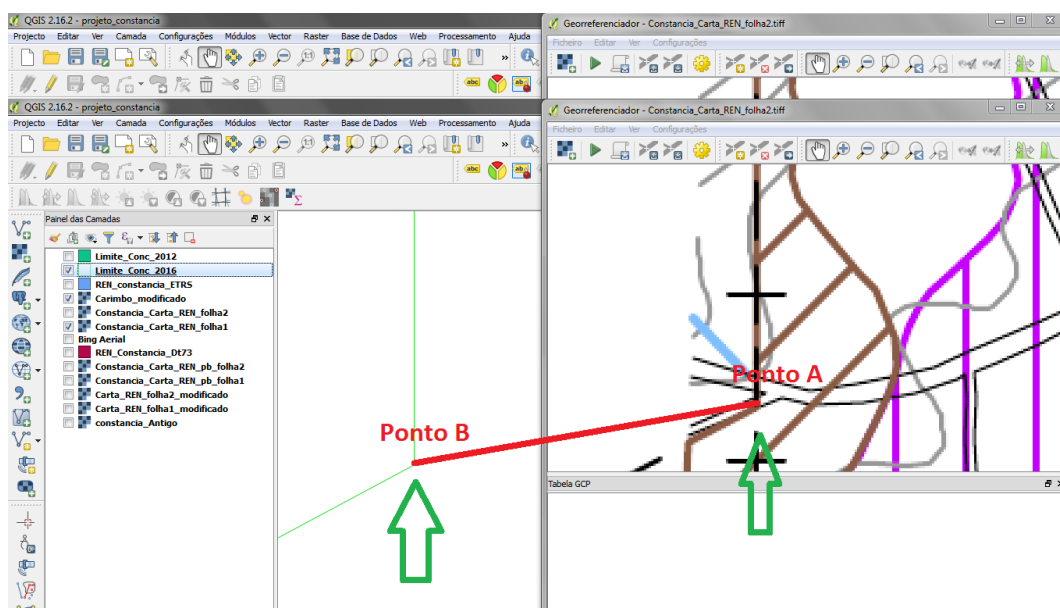 QGIS 2.16.2 - projeto_constancia
Projecto Editar Ver Camada Configurações Módulos Vector Raster Base de Dados Web Processamento Ajuda
Georreferenciador - Constancia_Carta_REN_folha2.tiff
Ficheiro Editar Ver Configurações
QGIS 2.16.2 - projeto_constancia
Projecto Editar Ver Camada Configurações Módulos Vector Raster Base de Dados Web Processamento Ajuda
Georreferenciador - Constancia_Carta_REN_folha2.tiff
Ficheiro Editar Ver Configurações
abc
abc
Painel das Camadas
Limite_Conc_2012
Limite_Conc_2016
REN_constancia_ETRS
Carimbo_modificado
Constancia_Carta_REN_folha2
Constancia_Carta_REN_folha1
Bing Aerial
REN_Constancia_Dt73
Constancia_Carta_REN_pb_folha2
Constancia_Carta_REN_pb_folha1
Carta_REN_folha2_modificado
Carta_REN_folha1_modificado
constancia_Antigo
Ponto A
Ponto B
Tabela GCP